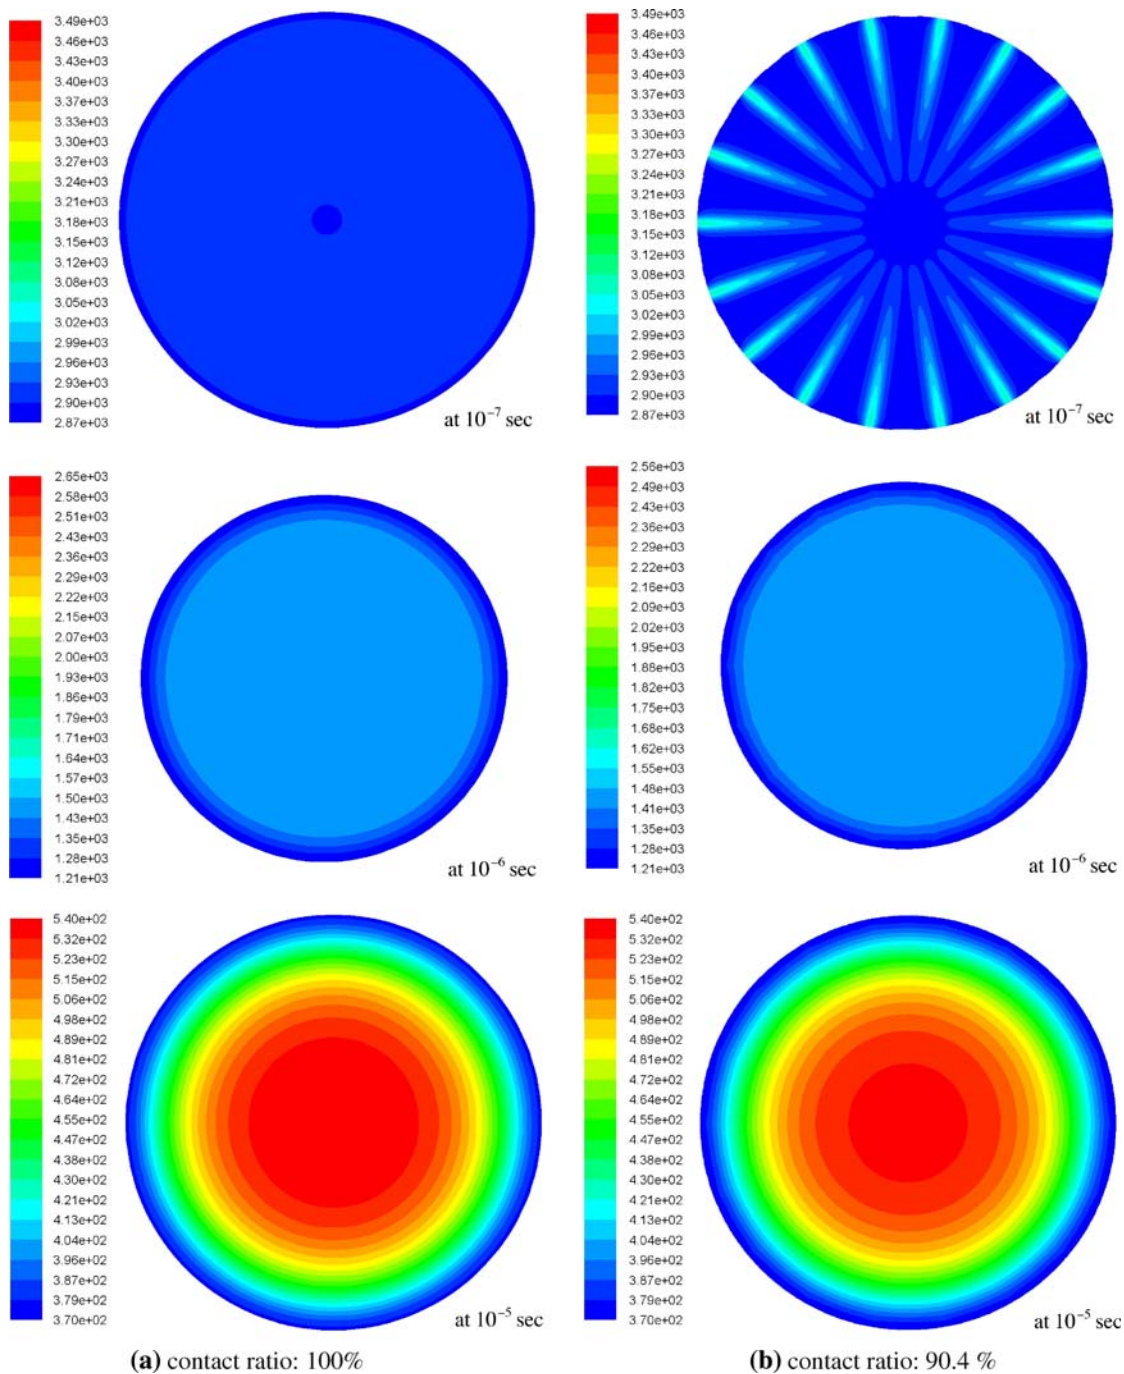 3.49e+03
3.46e+03
3.43e+03
3.40e+03
3.37e+03
3.33e+03
3.30e+03
3.27e+03
3.24e+03
3.21e+03
3.18e+03
3.15e+03
3.12e+03
3.08e+03
3.05e+03
3.02e+03
2.99e+03
2.96e+03
2.93e+03
2.90e+03
2.87e+03
at 10⁻⁷ sec
3.49e+03
3.46e+03
3.43e+03
3.40e+03
3.37e+03
3.33e+03
3.30e+03
3.27e+03
3.24e+03
3.21e+03
3.18e+03
3.15e+03
3.12e+03
3.08e+03
3.05e+03
3.02e+03
2.99e+03
2.96e+03
2.93e+03
2.90e+03
2.87e+03
at 10⁻⁷ sec
2.65e+03
2.58e+03
2.51e+03
2.43e+03
2.36e+03
2.29e+03
2.22e+03
2.15e+03
2.07e+03
2.00e+03
1.93e+03
1.86e+03
1.79e+03
1.71e+03
1.64e+03
1.57e+03
1.50e+03
1.43e+03
1.35e+03
1.28e+03
1.21e+03
at 10⁻⁶ sec
2.56e+03
2.49e+03
2.43e+03
2.36e+03
2.29e+03
2.22e+03
2.16e+03
2.09e+03
2.02e+03
1.95e+03
1.88e+03
1.82e+03
1.75e+03
1.68e+03
1.62e+03
1.55e+03
1.48e+03
1.41e+03
1.35e+03
1.28e+03
1.21e+03
at 10⁻⁶ sec
5.40e+02
5.32e+02
5.23e+02
5.15e+02
5.06e+02
4.98e+02
4.89e+02
4.81e+02
4.72e+02
4.64e+02
4.55e+02
4.47e+02
4.38e+02
4.30e+02
4.21e+02
4.13e+02
4.04e+02
3.96e+02
3.87e+02
3.79e+02
3.70e+02
at 10⁻⁵ sec
5.40e+02
5.32e+02
5.23e+02
5.15e+02
5.06e+02
4.98e+02
4.89e+02
4.81e+02
4.72e+02
4.64e+02
4.55e+02
4.47e+02
4.38e+02
4.30e+02
4.21e+02
4.13e+02
4.04e+02
3.96e+02
3.87e+02
3.79e+02
3.70e+02
at 10⁻⁵ sec
(a) contact ratio: 100%
(b) contact ratio: 90.4 %